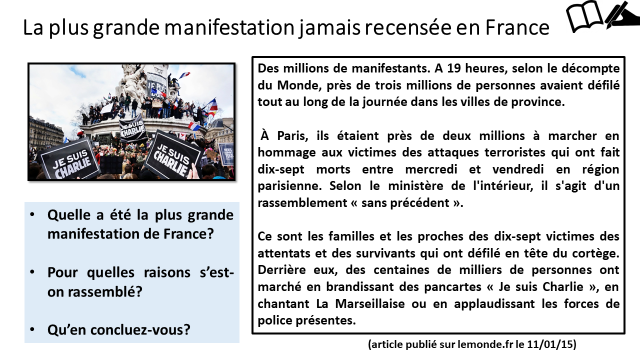 La plus grande manifestation jamais recensée en France
JE SUIS
CHARLIE
JE SUIS
CHARLIE
• Quelle a été la plus grande
manifestation de France?
• Pour quelles raisons s'est-
on rassemblé?
• Qu'en concluez-vous?
Des millions de manifestants. A 19 heures, selon le décompte
du Monde, près de trois millions de personnes avaient défilé
tout au long de la journée dans les villes de province.
À Paris, ils étaient près de deux millions à marcher en
hommage aux victimes des attaques terroristes qui ont fait
dix-sept morts entre mercredi et vendredi en région
parisienne. Selon le ministère de l'intérieur, il s'agit d'un
rassemblement « sans précédent ».
Ce sont les familles et les proches des dix-sept victimes des
attentats et des survivants qui ont défilé en tête du cortège.
Derrière eux, des centaines de milliers de personnes ont
marché en brandissant des pancartes « Je suis Charlie », en
chantant La Marseillaise ou en applaudissant les forces de
police présentes.
(article publié sur lemonde.fr le 11/01/15)